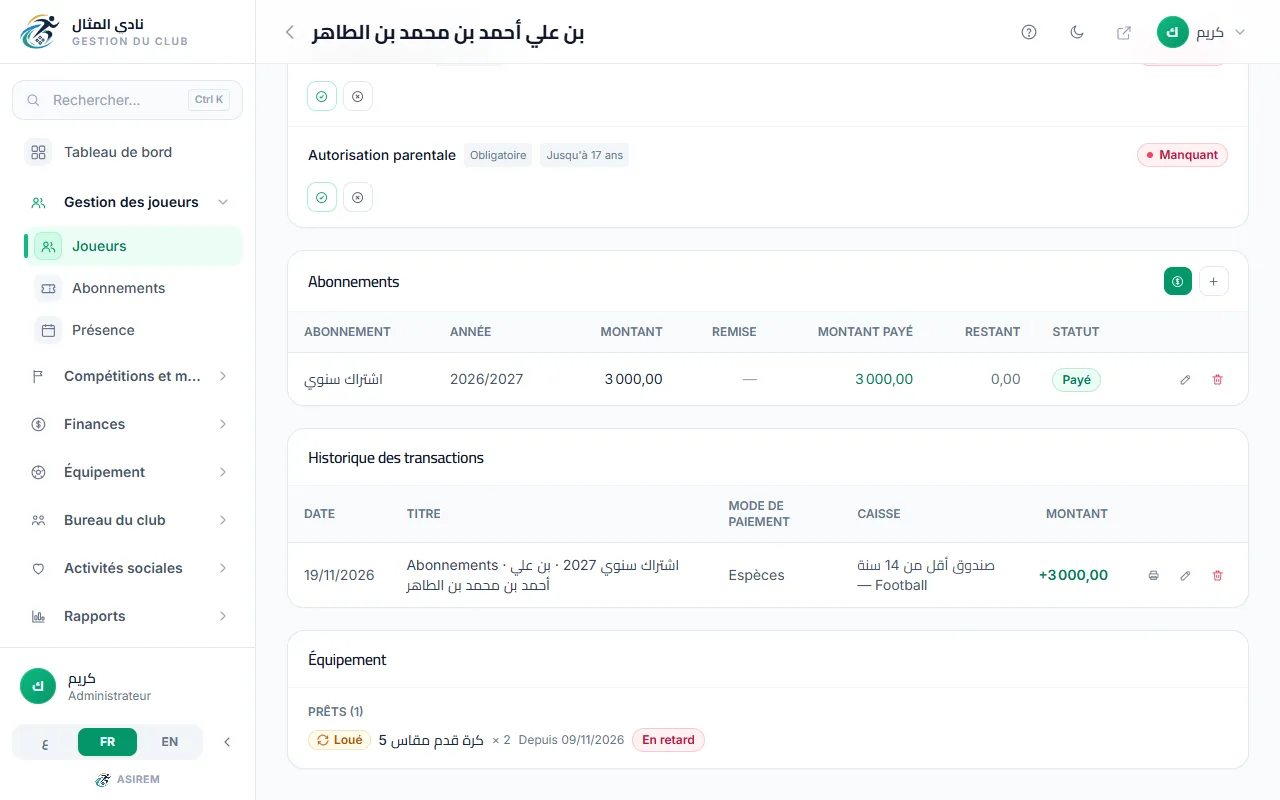 نادي المثال
GESTION DU CLUB
Rechercher...
Ctrl K
Tableau de bord
Gestion des joueurs
Joueurs
Abonnements
Présence
Compétitions et m...
Finances
Équipement
Bureau du club
Activités sociales
Rapports
كريم
Administrateur
ع
FR
EN
ASIREM
بن علي أحمد بن محمد بن الطاهر
ك
كريم
Autorisation parentale
Obligatoire
Jusqu'à 17 ans
Manquant
Abonnements
ABONNEMENT ANNÉE MONTANT REMISE MONTANT PAYÉ RESTANT STATUT
اشتراك سنوي 2026/2027 3 000,00 — 3 000,00 0,00 Payé
Historique des transactions
DATE TITRE MODE DE PAIEMENT CAISSE MONTANT
19/11/2026
Abonnements · اشتراك سنوي 2027 · بن علي
أحمد بن محمد بن الطاهر
Espèces
صندوق أقل من 14 سنة
— Football
+3 000,00
Équipement
PRÊTS (1)
Loué كرة قدم مقاس 5 × 2 Depuis 09/11/2026 En retard